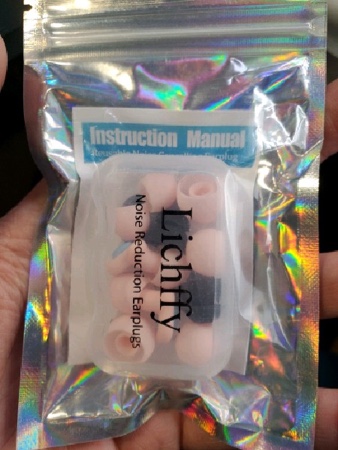 Instruction Manual
Reusable Noise Cancelling Earplug
Lichffy
Noise Reduction Earplugs